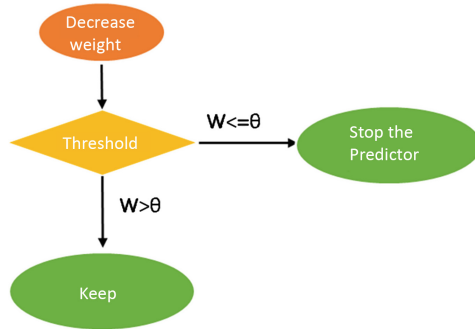 Decrease
weight
Threshold
W<=θ
Stop the
Predictor
W>θ
Keep